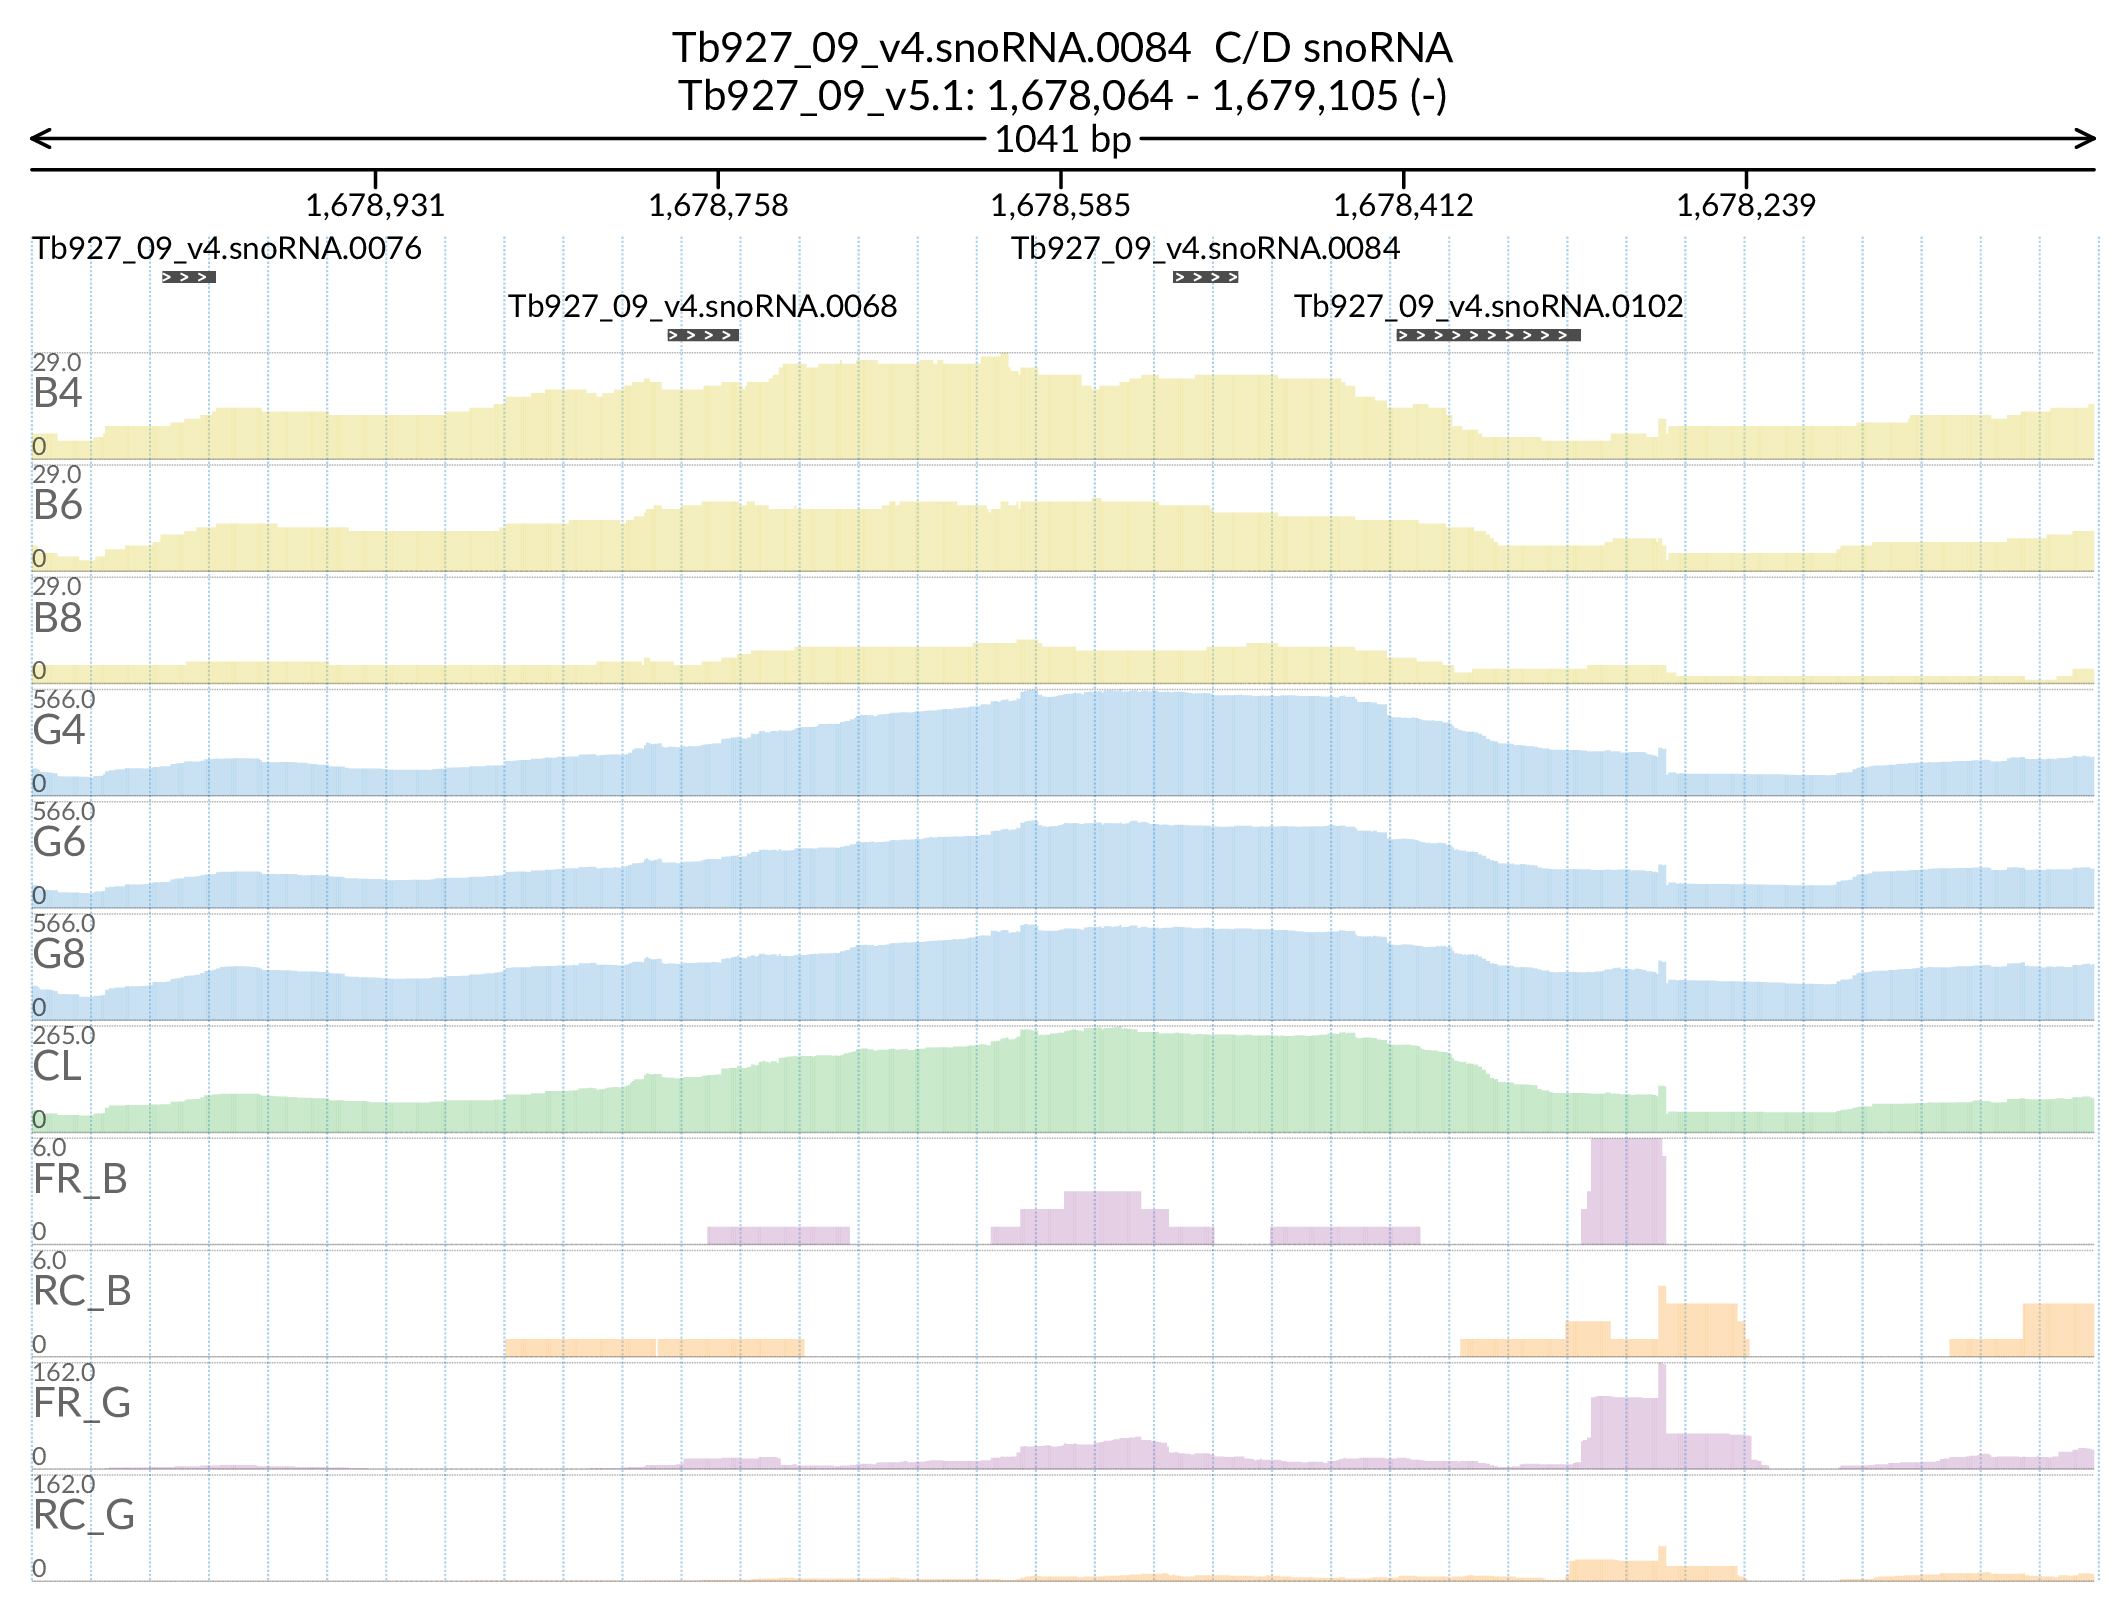 Tb927_09_v4.snoRNA.0084  C/D snoRNA
Tb927_09_v5.1: 1,678,064 - 1,679,105 (-)
1041 bp
1,678,931 1,678,758 1,678,585 1,678,412 1,678,239
Tb927_09_v4.snoRNA.0076 Tb927_09_v4.snoRNA.0084
Tb927_09_v4.snoRNA.0068 Tb927_09_v4.snoRNA.0102
29.0
B4
0
29.0
B6
0
29.0
B8
0
566.0
G4
0
566.0
G6
0
566.0
G8
0
265.0
CL
0
6.0
FR_B
0
6.0
RC_B
0
162.0
FR_G
0
162.0
RC_G
0